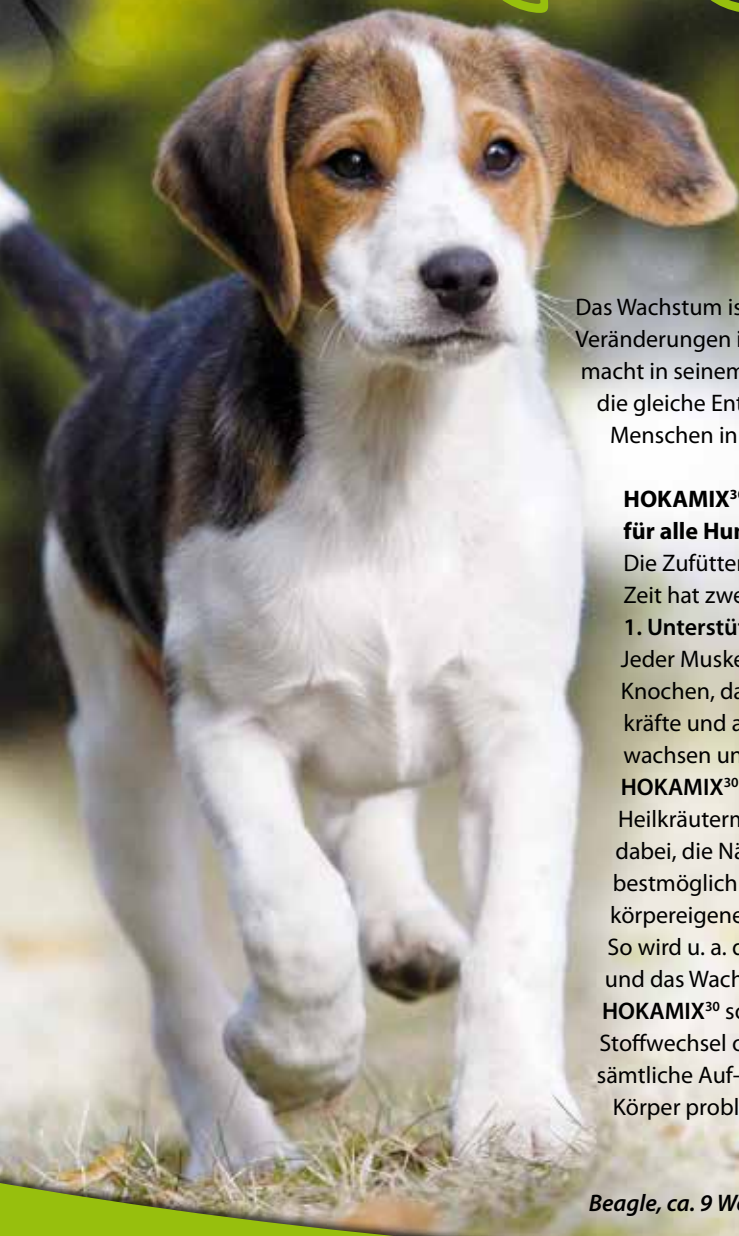 Das Wachstum is
Veränderungen i
macht in seinem
die gleiche Ent
Menschen in
HOKAMIX³⁰
für alle Hun
Die Zufütter
Zeit hat zwe
1. Unterstüt
Jeder Muske
Knochen, da
kräfte und a
wachsen un
HOKAMIX³⁰
Heilkräuterm
dabei, die Nä
bestmöglich
körpereigene
So wird u. a. d
und das Wach
HOKAMIX³⁰ so
Stoffwechsel d
sämtliche Auf-
Körper probl
Beagle, ca. 9 Wo